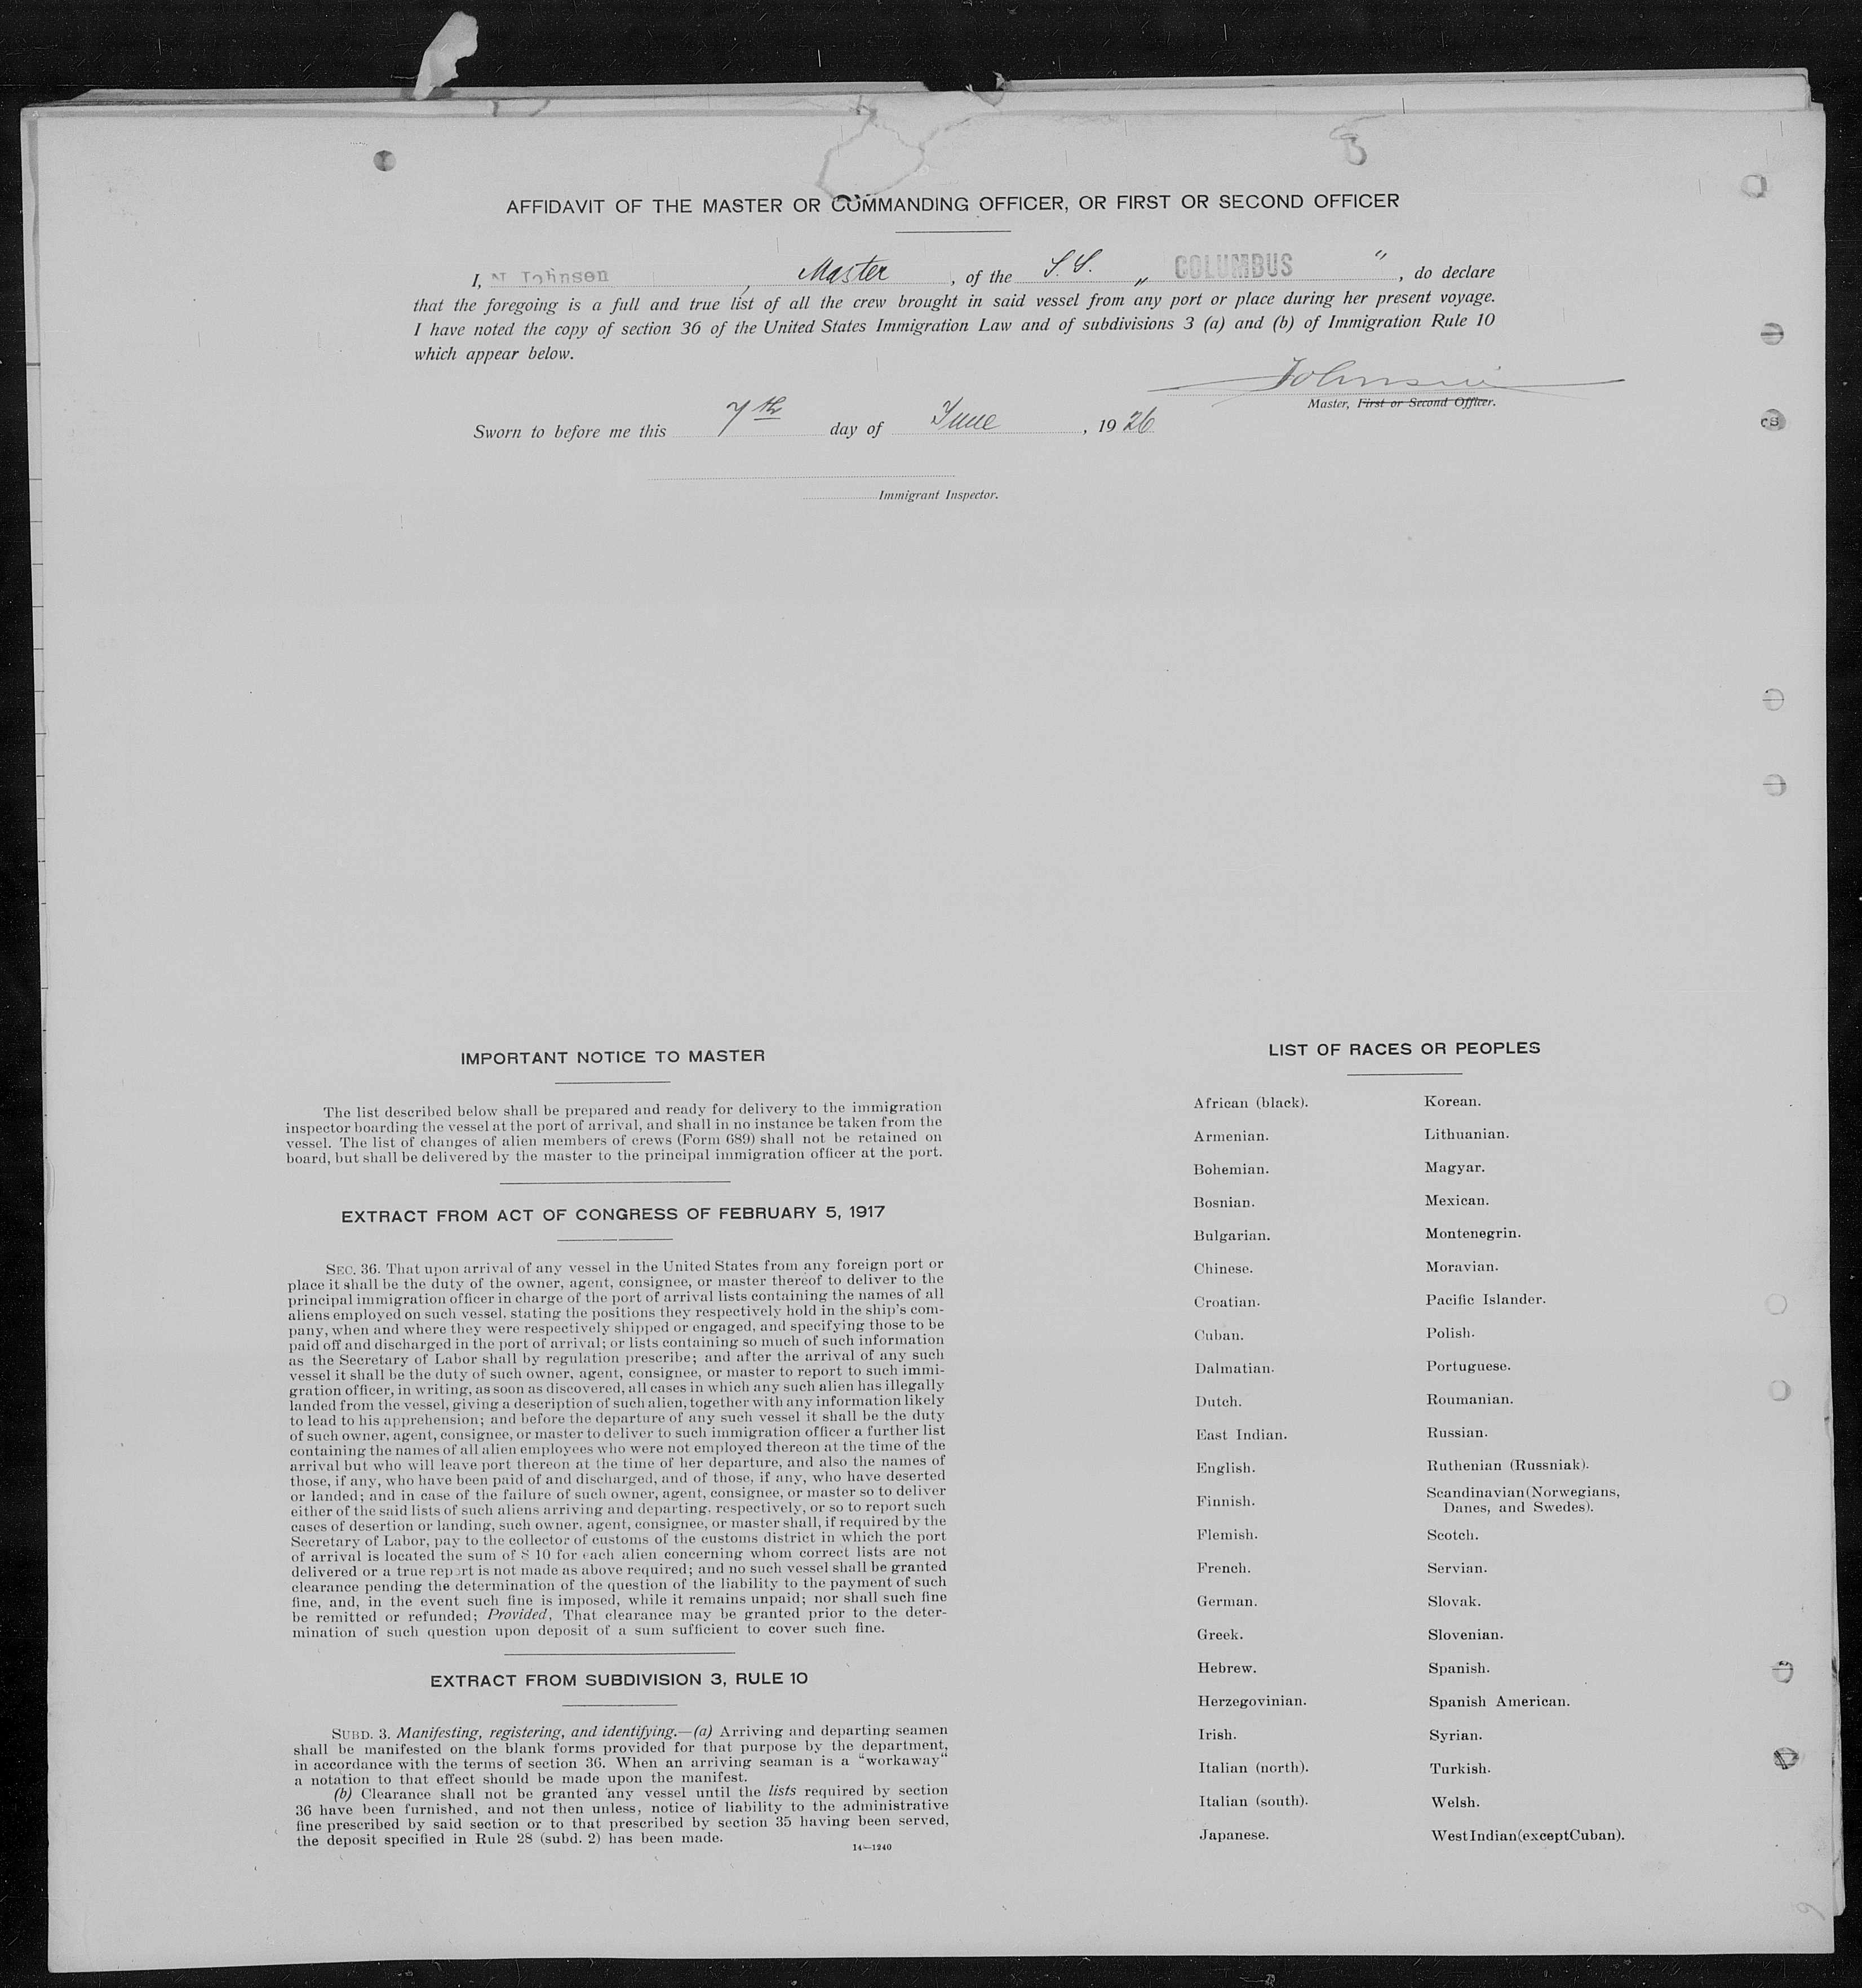 AFFIDAVIT OF THE MASTER OR COMMANDING OFFICER, OR FIRST OR SECOND OFFICER
I, N Johnsen, Master, of the S.S. „ COLUMBUS “, do declare
that the foregoing is a full and true list of all the crew brought in said vessel from any port or place during her present voyage.
I have noted the copy of section 36 of the United States Immigration Law and of subdivisions 3 (a) and (b) of Immigration Rule 10
which appear below.
Johnsen
Master, First or Second Officer.
Sworn to before me this 7th day of June, 1926
Immigrant Inspector.
IMPORTANT NOTICE TO MASTER
The list described below shall be prepared and ready for delivery to the immigration
inspector boarding the vessel at the port of arrival, and shall in no instance be taken from the
vessel. The list of changes of alien members of crews (Form 689) shall not be retained on
board, but shall be delivered by the master to the principal immigration officer at the port.
EXTRACT FROM ACT OF CONGRESS OF FEBRUARY 5, 1917
SEC. 36. That upon arrival of any vessel in the United States from any foreign port or
place it shall be the duty of the owner, agent, consignee, or master thereof to deliver to the
principal immigration officer in charge of the port of arrival lists containing the names of all
aliens employed on such vessel, stating the positions they respectively hold in the ship's com-
pany, when and where they were respectively shipped or engaged, and specifying those to be
paid off and discharged in the port of arrival; or lists containing so much of such information
as the Secretary of Labor shall by regulation prescribe; and after the arrival of any such
vessel it shall be the duty of such owner, agent, consignee, or master to report to such immi-
gration officer, in writing, as soon as discovered, all cases in which any such alien has illegally
landed from the vessel, giving a description of such alien, together with any information likely
to lead to his apprehension; and before the departure of any such vessel it shall be the duty
of such owner, agent, consignee, or master to deliver to such immigration officer a further list
containing the names of all alien employees who were not employed thereon at the time of the
arrival but who will leave port thereon at the time of her departure, and also the names of
those, if any, who have been paid of and discharged, and of those, if any, who have deserted
or landed; and in case of the failure of such owner, agent, consignee, or master so to deliver
either of the said lists of such aliens arriving and departing, respectively, or so to report such
cases of desertion or landing, such owner, agent, consignee, or master shall, if required by the
Secretary of Labor, pay to the collector of customs of the customs district in which the port
of arrival is located the sum of $ 10 for each alien concerning whom correct lists are not
delivered or a true report is not made as above required; and no such vessel shall be granted
clearance pending the determination of the question of the liability to the payment of such
fine, and, in the event such fine is imposed, while it remains unpaid; nor shall such fine
be remitted or refunded; Provided, That clearance may be granted prior to the deter-
mination of such question upon deposit of a sum sufficient to cover such fine.
EXTRACT FROM SUBDIVISION 3, RULE 10
SUBD. 3. Manifesting, registering, and identifying.—(a) Arriving and departing seamen
shall be manifested on the blank forms provided for that purpose by the department,
in accordance with the terms of section 36. When an arriving seaman is a “workaway“
a notation to that effect should be made upon the manifest.
(b) Clearance shall not be granted any vessel until the lists required by section
36 have been furnished, and not then unless, notice of liability to the administrative
fine prescribed by said section or to that prescribed by section 35 having been served,
the deposit specified in Rule 28 (subd. 2) has been made.
14—1240
LIST OF RACES OR PEOPLES
African (black).
Armenian.
Bohemian.
Bosnian.
Bulgarian.
Chinese.
Croatian.
Cuban.
Dalmatian.
Dutch.
East Indian.
English.
Finnish.
Flemish.
French.
German.
Greek.
Hebrew.
Herzegovinian.
Irish.
Italian (north).
Italian (south).
Japanese.
Korean.
Lithuanian.
Magyar.
Mexican.
Montenegrin.
Moravian.
Pacific Islander.
Polish.
Portuguese.
Roumanian.
Russian.
Ruthenian (Russniak).
Scandinavian (Norwegians,
Danes, and Swedes).
Scotch.
Servian.
Slovak.
Slovenian.
Spanish.
Spanish American.
Syrian.
Turkish.
Welsh.
West Indian (except Cuban).